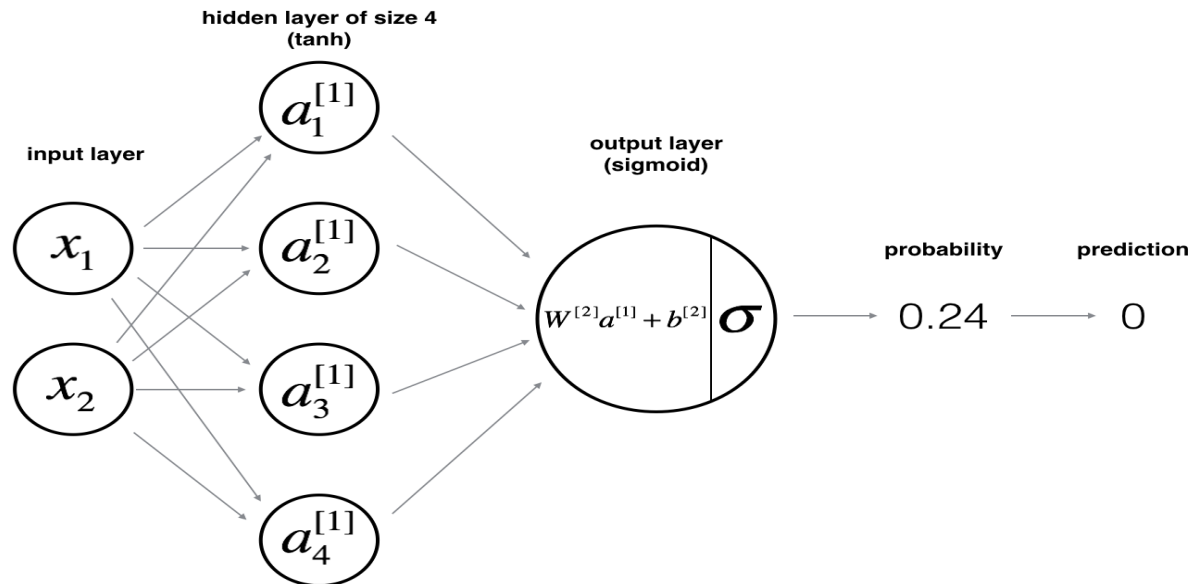 hidden layer of size 4
(tanh)
input layer
x₁
x₂
a₁^[1]
a₂^[1]
a₃^[1]
a₄^[1]
output layer
(sigmoid)
W^[2]a^[1] + b^[2]
σ
probability
0.24
prediction
0